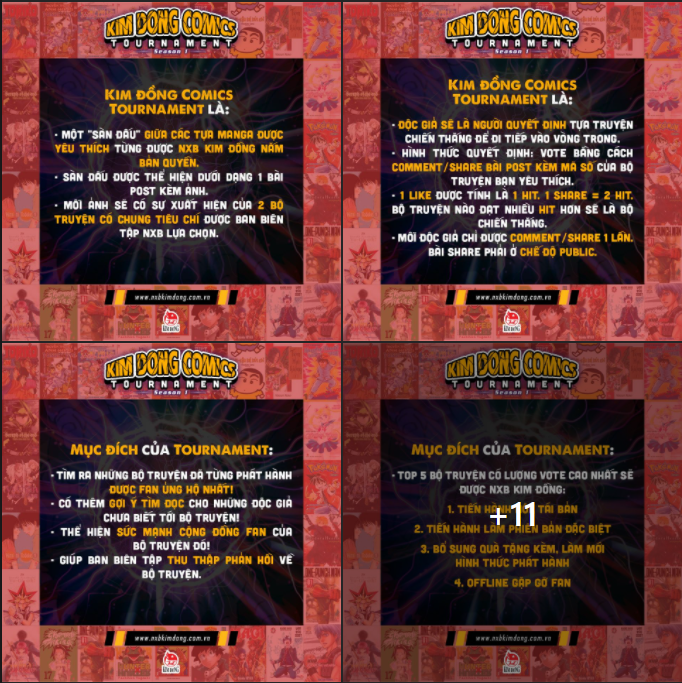 KIM DONG COMICS
TOURNAMENT
Season 1
KIM ĐỒNG COMICS
TOURNAMENT LÀ:
- MỘT "SÀN ĐẤU" GIỮA CÁC TỰA MANGA ĐƯỢC
YÊU THÍCH TỪNG ĐƯỢC NXB KIM ĐỒNG NẮM
BẢN QUYỀN.
- SÀN ĐẤU ĐƯỢC THỂ HIỆN DƯỚI DẠNG 1 BÀI
POST KÈM ẢNH.
- MỖI ẢNH SẼ CÓ SỰ XUẤT HIỆN CỦA 2 BỘ
TRUYỆN CÓ CHUNG TIÊU CHÍ ĐƯỢC BAN BIÊN
TẬP NXB LỰA CHỌN.
www.nxbkimdong.com.vn
KIM ĐỒNG
KIM DONG COMICS
TOURNAMENT
Season 1
KIM ĐỒNG COMICS
TOURNAMENT LÀ:
- ĐỘC GIẢ SẼ LÀ NGƯỜI QUYẾT ĐỊNH TỰA TRUYỆN
CHIẾN THẮNG ĐỂ ĐI TIẾP VÀO VÒNG TRONG.
- HÌNH THỨC QUYẾT ĐỊNH: VOTE BẰNG CÁCH
COMMENT/SHARE BÀI POST KÈM MÃ SỐ CỦA BỘ
TRUYỆN BẠN YÊU THÍCH.
- 1 LIKE ĐƯỢC TÍNH LÀ 1 HIT. 1 SHARE = 2 HIT.
BỘ TRUYỆN NÀO ĐẠT NHIỀU HIT HƠN SẼ LÀ BỘ
CHIẾN THẮNG.
- MỖI ĐỘC GIẢ CHỈ ĐƯỢC COMMENT/SHARE 1 LẦN.
BÀI SHARE PHẢI Ở CHẾ ĐỘ PUBLIC.
www.nxbkimdong.com.vn
KIM ĐỒNG
KIM DONG COMICS
TOURNAMENT
Season 1
MỤC ĐÍCH CỦA TOURNAMENT:
- TÌM RA NHỮNG BỘ TRUYỆN ĐÃ TỪNG PHÁT HÀNH
ĐƯỢC FAN ỦNG HỘ NHẤT!
- CÓ THÊM GỢI Ý TÌM ĐỌC CHO NHỮNG ĐỘC GIẢ
CHƯA BIẾT TỚI BỘ TRUYỆN!
- THỂ HIỆN SỨC MẠNH CỘNG ĐỒNG FAN CỦA
BỘ TRUYỆN ĐÓ!
- GIÚP BAN BIÊN TẬP THU THẬP PHẢN HỒI VỀ
BỘ TRUYỆN.
www.nxbkimdong.com.vn
KIM ĐỒNG
KIM DONG COMICS
TOURNAMENT
Season 1
MỤC ĐÍCH CỦA TOURNAMENT:
- TOP 5 BỘ TRUYỆN CÓ LƯỢNG VOTE CAO NHẤT SẼ
ĐƯỢC NXB KIM ĐỒNG:
1. TIẾN HÀNH TÁI BẢN
+11
2. TIẾN HÀNH LÀM PHIÊN BẢN ĐẶC BIỆT
3. BỔ SUNG QUÀ TẶNG KÈM, LÀM MỚI
HÌNH THỨC PHÁT HÀNH
4. OFFLINE GẶP GỠ FAN
www.nxbkimdong.com.vn
KIM ĐỒNG